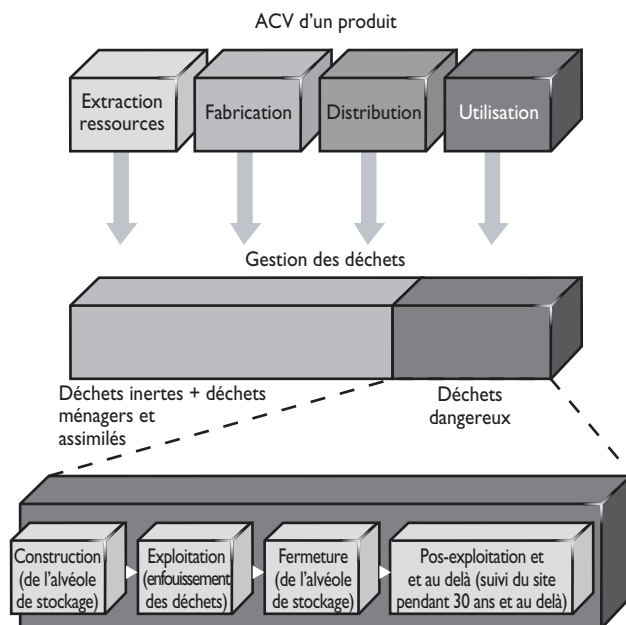 ACV d'un produit
Extraction
ressources
Fabrication
Distribution
Utilisation
Gestion des déchets
Déchets inertes + déchets
ménagers et
assimilés
Déchets
dangereux
Construction
(de l'alvéole
de stockage)
Exploitation
(enfouissement
des déchets)
Fermeture
(de l'alvéole
de stockage)
Pos-exploitation et
et au delà (suivi du site
pendant 30 ans et au delà)